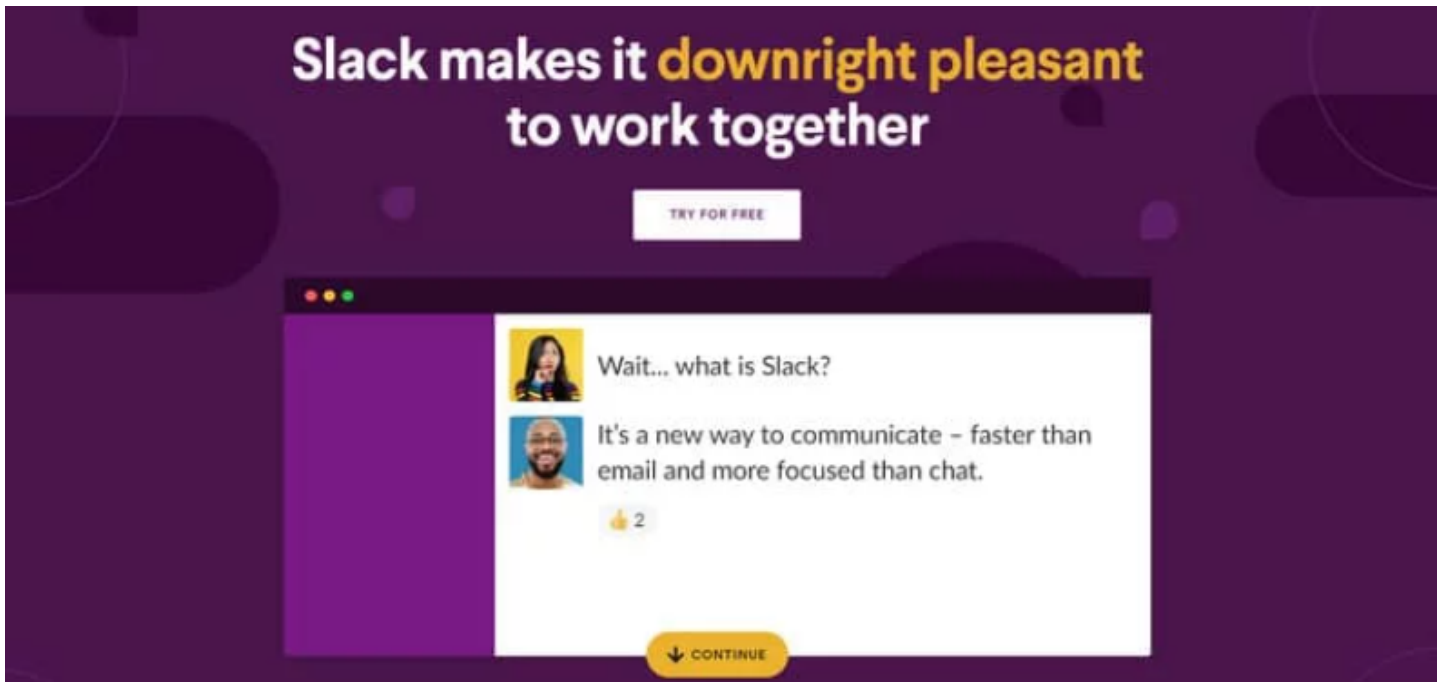 Slack makes it downright pleasant
to work together
TRY FOR FREE
Wait... what is Slack?
It's a new way to communicate – faster than
email and more focused than chat.
👍 2
CONTINUE